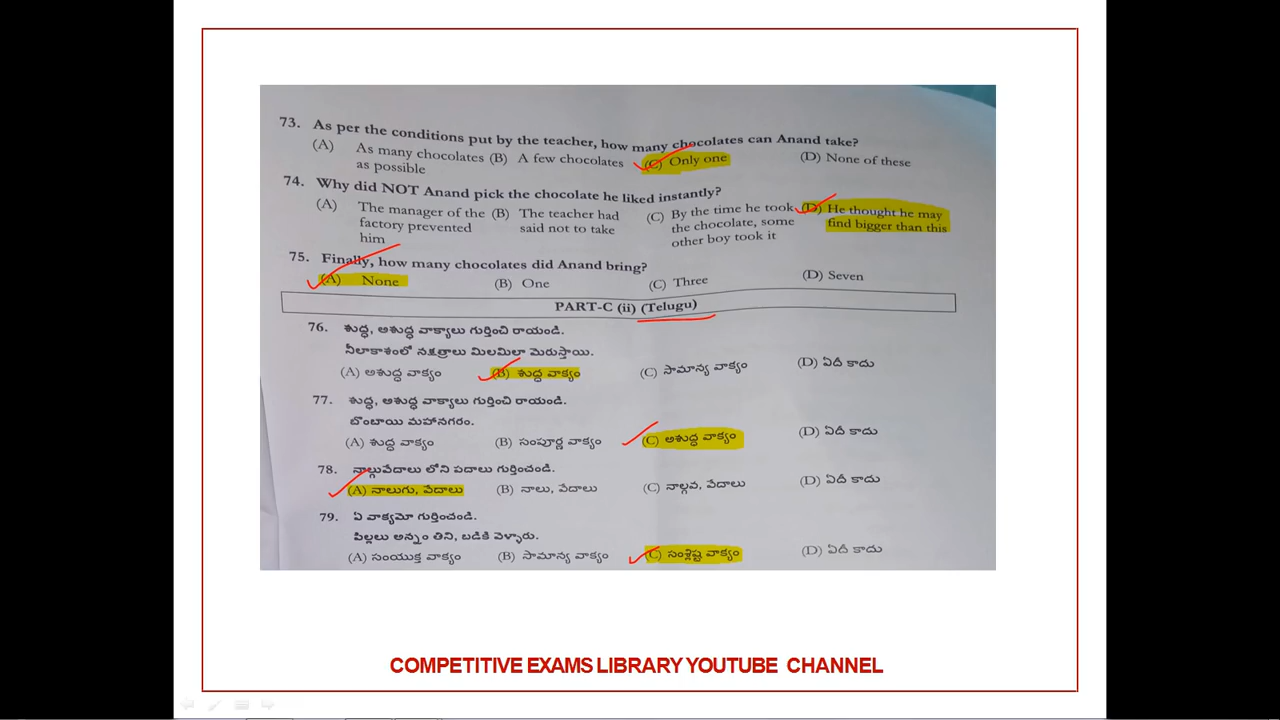 73. As per the conditions put by the teacher, how many chocolates can Anand take?
(A) As many chocolates (B) A few chocolates (C) Only one (D) None of these
as possible
74. Why did NOT Anand pick the chocolate he liked instantly?
(A) The manager of the (B) The teacher had (C) By the time he took (D) He thought he may
factory prevented said not to take the chocolate, some find bigger than this
him other boy took it
75. Finally, how many chocolates did Anand bring?
(A) None (B) One (C) Three (D) Seven
PART-C (ii) (Telugu)
76. శుద్ధ, అశుద్ధ వాక్యాలు గుర్తించి రాయండి.
నీలాకాశంలో నక్షత్రాలు మిలమిలా మెరుస్తాయి.
(A) అశుద్ధ వాక్యం (B) శుద్ధ వాక్యం (C) సామాన్య వాక్యం (D) ఏదీ కాదు
77. శుద్ధ, అశుద్ధ వాక్యాలు గుర్తించి రాయండి.
బొంబాయి మహానగరం.
(A) శుద్ధ వాక్యం (B) సంపూర్ణ వాక్యం (C) అశుద్ధ వాక్యం (D) ఏదీ కాదు
78. నాల్గువేదాలు లోని పదాలు గుర్తించండి.
(A) నాలుగు, వేదాలు (B) నాలు, వేదాలు (C) నాల్గవ, వేదాలు (D) ఏదీ కాదు
79. ఏ వాక్యమో గుర్తించండి.
పిల్లలు అన్నం తిని, బడికి వెళ్ళారు.
(A) సంయుక్త వాక్యం (B) సామాన్య వాక్యం (C) సంశ్లిష్ట వాక్యం (D) ఏదీ కాదు
COMPETITIVE EXAMS LIBRARY YOUTUBE CHANNEL